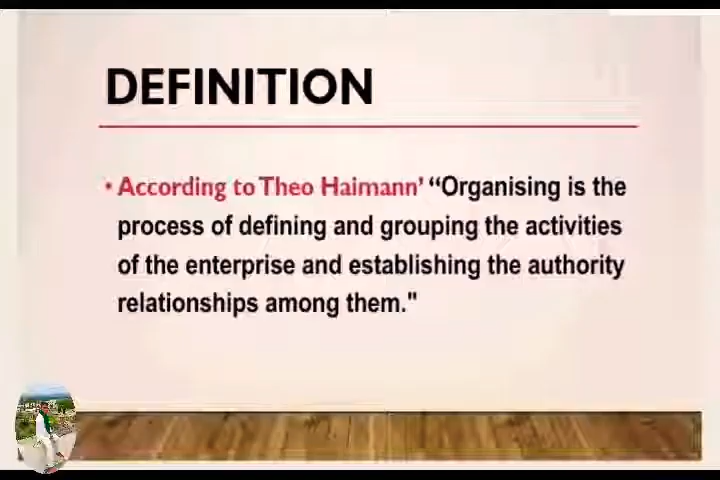 DEFINITION
• According to Theo Haimann’ “Organising is the
process of defining and grouping the activities
of the enterprise and establishing the authority
relationships among them."